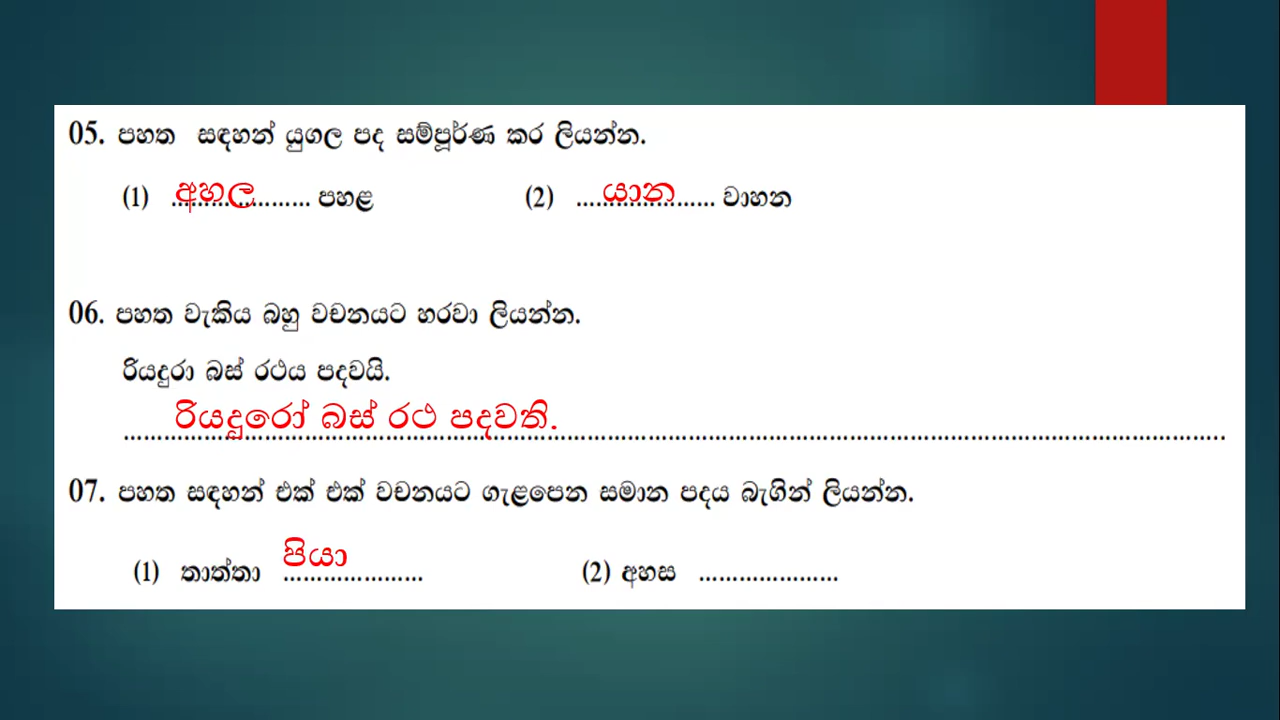 05. පහත සඳහන් යුගල පද සම්පූර්ණ කර ලියන්න.
(1) අහල .................... පහළ (2) යාන .................... වාහන
06. පහත වැකිය බහු වචනයට හරවා ලියන්න.
රියදුරා බස් රථය පදවයි.
රියදුරෝ බස් රථ පදවති.
07. පහත සඳහන් එක් එක් වචනයට ගැළපෙන සමාන පදය බැගින් ලියන්න.
(1) තාත්තා පියා .................... (2) අහස ....................